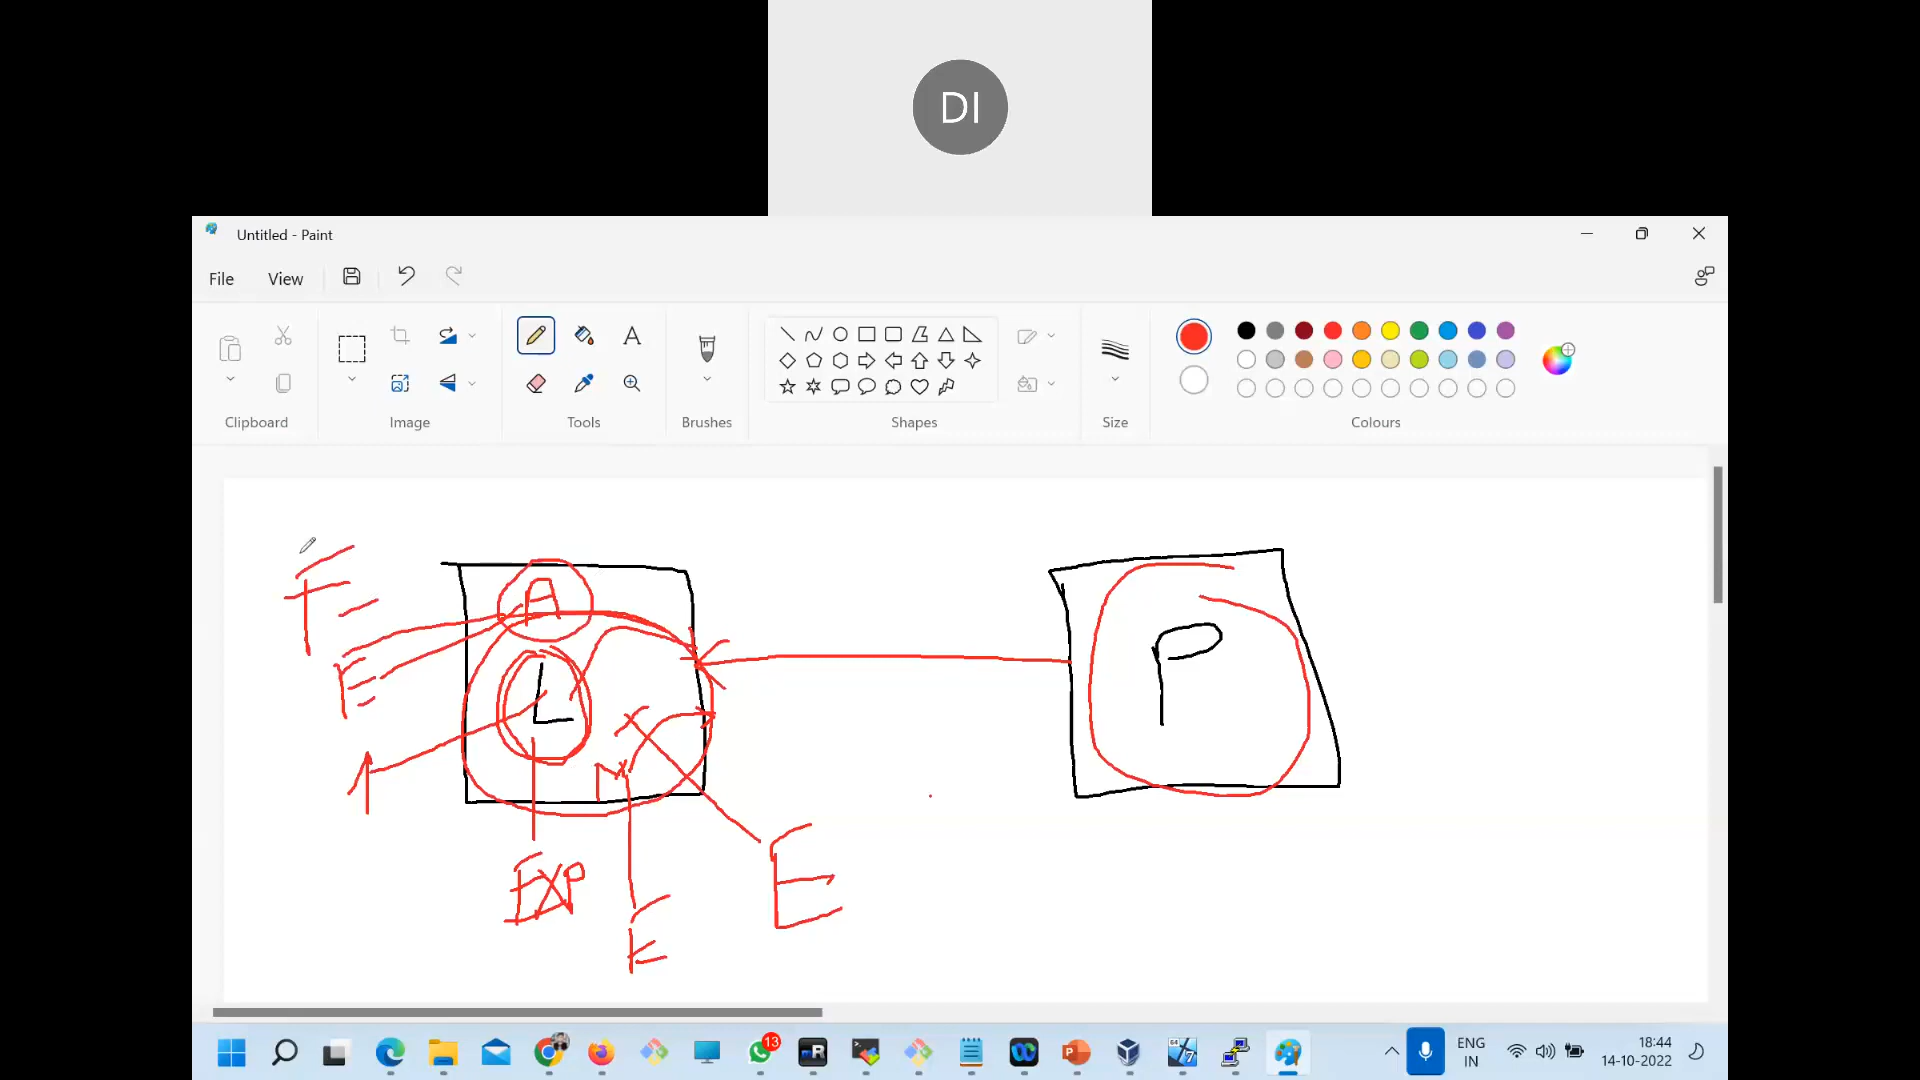 DI
Untitled - Paint
File View
Clipboard Image Tools Brushes Shapes Size Colours
A
F
E
L
P
M
EXP
E
E
13
ENG
IN
18:44
14-10-2022